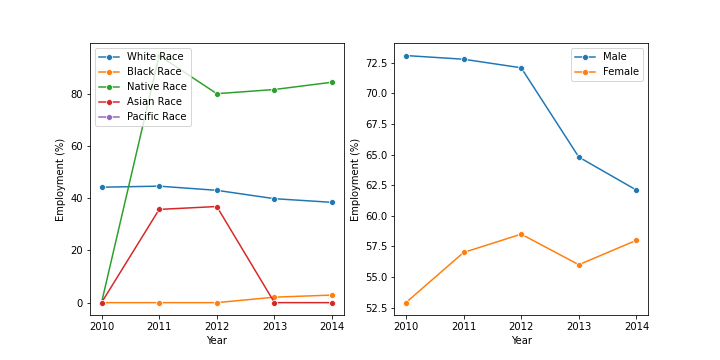 White Race
Black Race
Native Race
Asian Race
Pacific Race
80
60
40
20
0
Employment (%)
2010 2011 2012 2013 2014
Year
Male
Female
72.5
70.0
67.5
65.0
62.5
60.0
57.5
55.0
52.5
Employment (%)
2010 2011 2012 2013 2014
Year